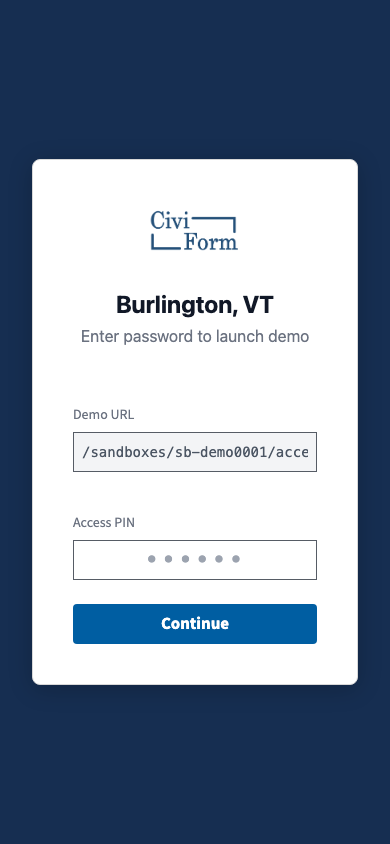 Civi
Form
Burlington, VT
Enter password to launch demo
Demo URL
/sandboxes/sb-demo0001/acce
Access PIN
••••••
Continue